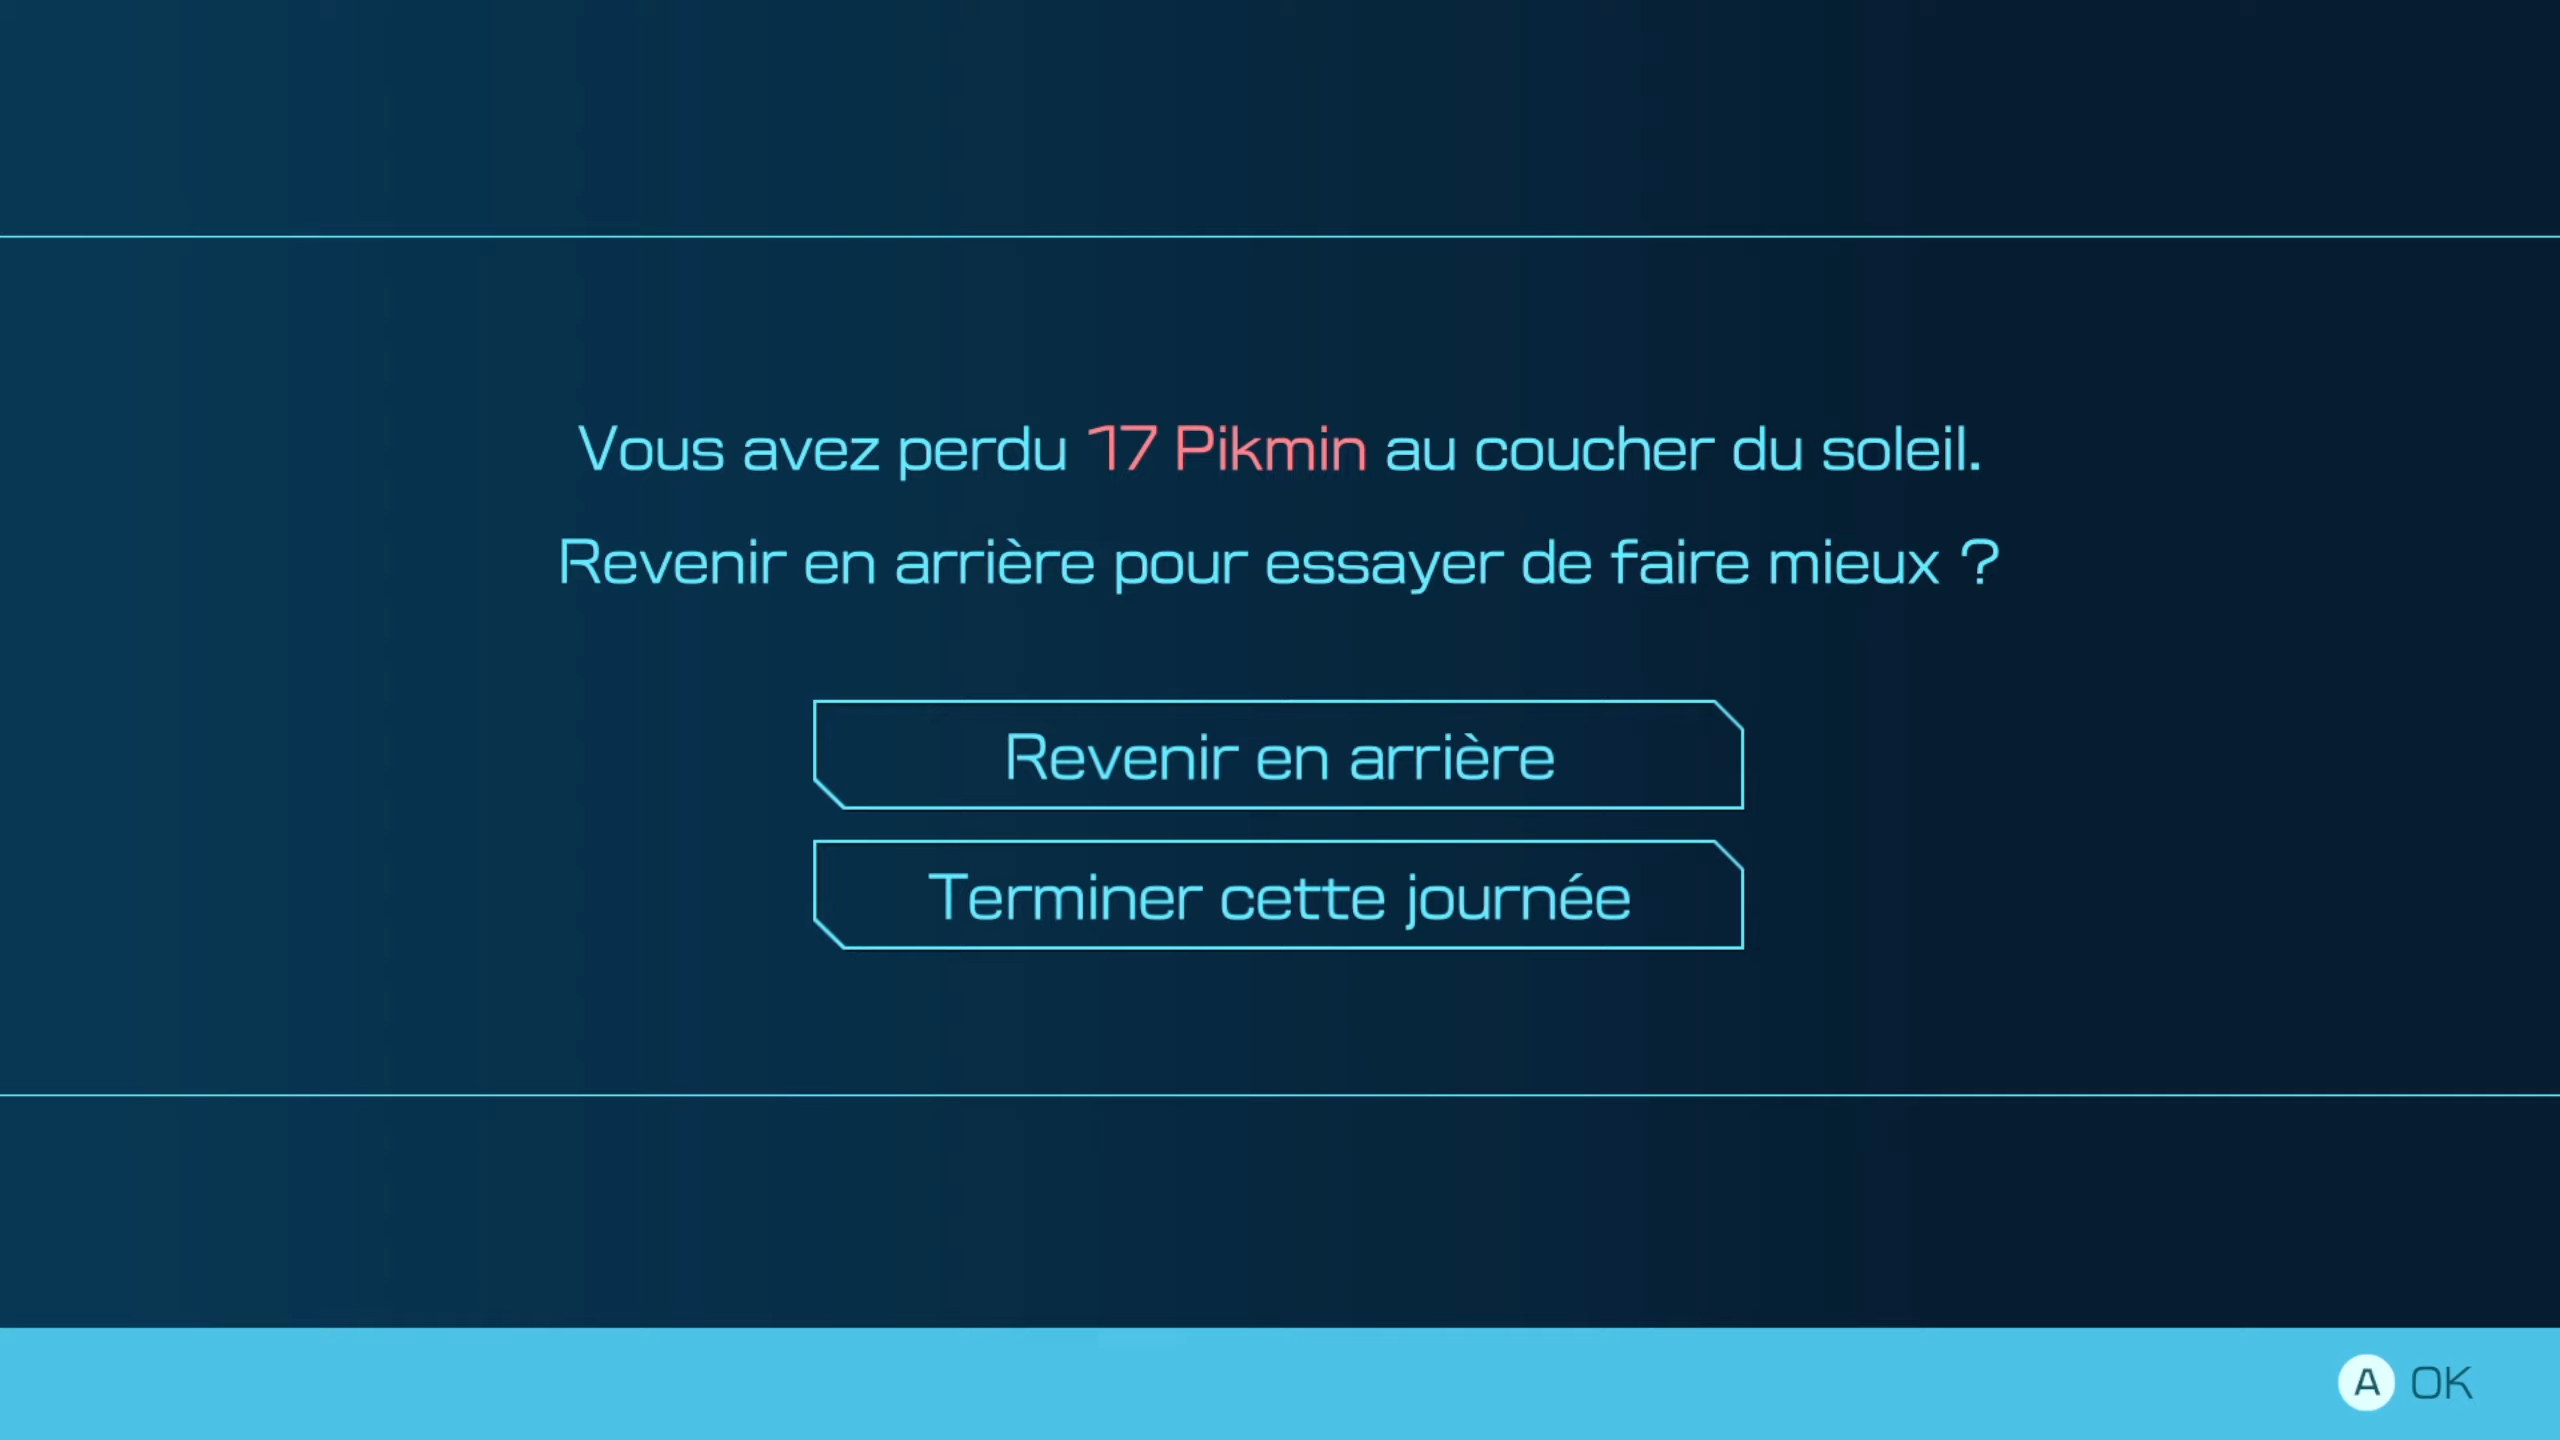 Vous avez perdu 17 Pikmin au coucher du soleil.
Revenir en arrière pour essayer de faire mieux ?
Revenir en arrière
Terminer cette journée
A OK